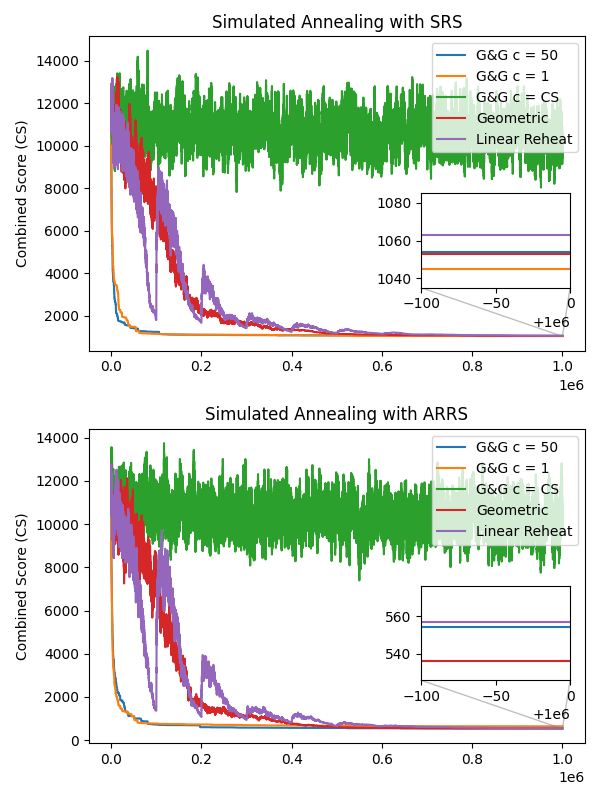 Simulated Annealing with SRS
Combined Score (CS)
14000
12000
10000
8000
6000
4000
2000
G&G c = 50
G&G c = 1
G&G c = CS
Geometric
Linear Reheat
1080
1060
1040
−100
−50
0
+1e6
0.0
0.2
0.4
0.6
0.8
1.0
1e6
Simulated Annealing with ARRS
Combined Score (CS)
14000
12000
10000
8000
6000
4000
2000
0
G&G c = 50
G&G c = 1
G&G c = CS
Geometric
Linear Reheat
560
540
−100
−50
0
+1e6
0.0
0.2
0.4
0.6
0.8
1.0
1e6